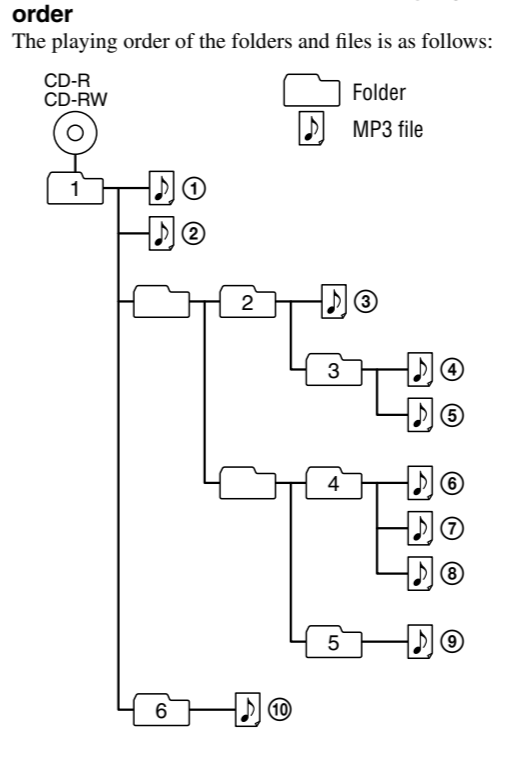 order
The playing order of the folders and files is as follows:
CD-R
CD-RW
Folder
MP3 file
1 ①
②
2 ③
3 ④
⑤
4 ⑥
⑦
⑧
5 ⑨
6 ⑩